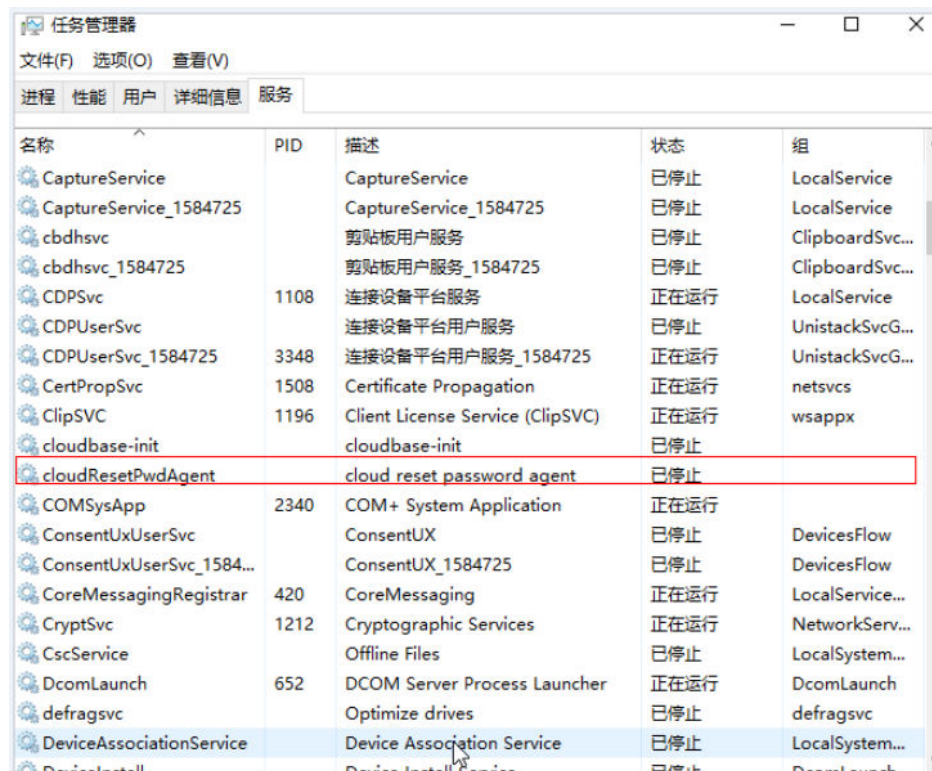 任务管理器
文件(F) 选项(O) 查看(V)
进程 性能 用户 详细信息 服务
名称 PID 描述 状态 组
CaptureService CaptureService 已停止 LocalService
CaptureService_1584725 CaptureService_1584725 已停止 LocalService
cbdhsvc 剪贴板用户服务 已停止 ClipboardSvc...
cbdhsvc_1584725 剪贴板用户服务_1584725 已停止 ClipboardSvc...
CDPSvc 1108 连接设备平台服务 正在运行 LocalService
CDPUserSvc 连接设备平台用户服务 已停止 UnistackSvcG...
CDPUserSvc_1584725 3348 连接设备平台用户服务_1584725 正在运行 UnistackSvcG...
CertPropSvc 1508 Certificate Propagation 正在运行 netsvcs
ClipSVC 1196 Client License Service (ClipSVC) 正在运行 wsappx
cloudbase-init cloudbase-init 已停止
cloudResetPwdAgent cloud reset password agent 已停止
COMSysApp 2340 COM+ System Application 正在运行
ConsentUxUserSvc ConsentUX 已停止 DevicesFlow
ConsentUxUserSvc_1584... ConsentUX_1584725 已停止 DevicesFlow
CoreMessagingRegistrar 420 CoreMessaging 正在运行 LocalService...
CryptSvc 1212 Cryptographic Services 正在运行 NetworkServ...
CscService Offline Files 已停止 LocalSystem...
DcomLaunch 652 DCOM Server Process Launcher 正在运行 DcomLaunch
defragsvc Optimize drives 已停止 defragsvc
DeviceAssociationService Device Association Service 已停止 LocalSystem...
DeviceInstall Device Install Service 已停止 DcomLaunch